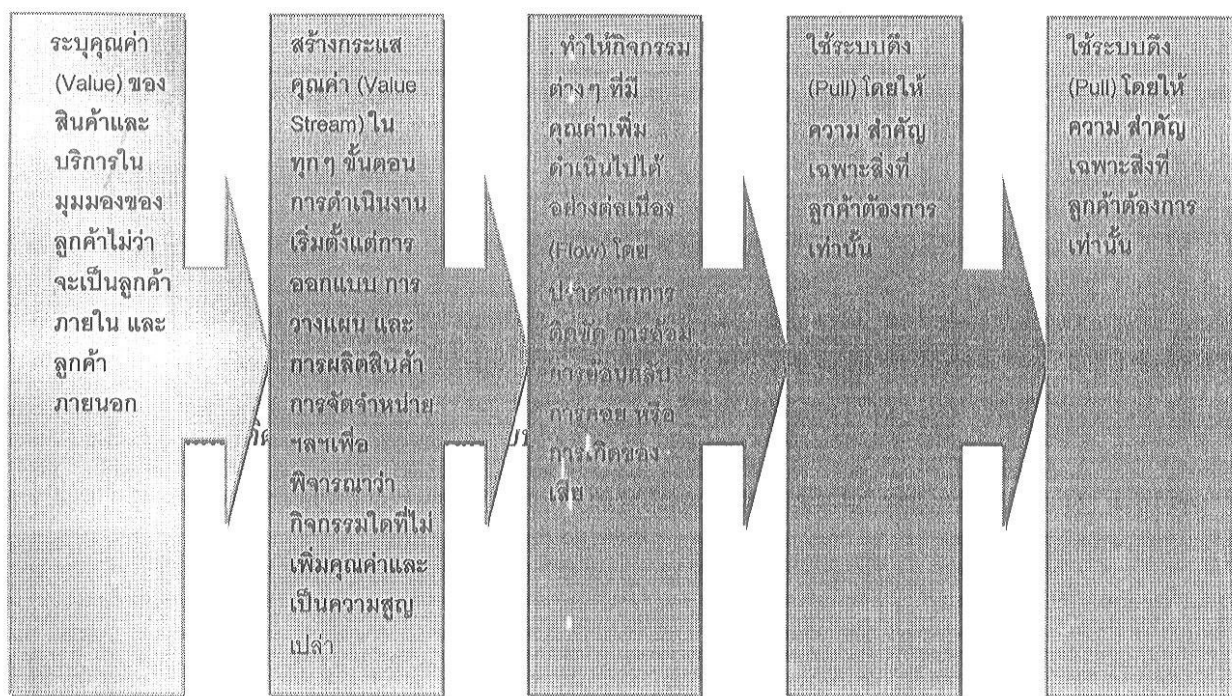 ระบุคุณค่า
(Value) ของ
สินค้าและ
บริการใน
มุมมองของ
ลูกค้าไม่ว่า
จะเป็นลูกค้า
ภายใน และ
ลูกค้า
ภายนอก
สร้างกระแส
คุณค่า (Value
Stream) ใน
ทุกๆ ขั้นตอน
การดำเนินงาน
เริ่มตั้งแต่การ
ออกแบบ การ
วางแผน และ
การผลิตสินค้า
การจัดจำหน่าย
ฯลฯเพื่อ
พิจารณาว่า
กิจกรรมใดที่ไม่
เพิ่มคุณค่าและ
เป็นความสูญ
เปล่า
. ทำให้กิจกรรม
ต่างๆ ที่มี
คุณค่าเพิ่ม
ดำเนินไปได้
อย่างต่อเนื่อง
(Flow) โดย
ปราศจากการ
ติดขัด การอ้อม
การย้อนกลับ
การคอย หรือ
การเกิดของ
เสีย
ใช้ระบบดึง
(Pull) โดยให้
ความ สำคัญ
เฉพาะสิ่งที่
ลูกค้าต้องการ
เท่านั้น
ใช้ระบบดึง
(Pull) โดยให้
ความ สำคัญ
เฉพาะสิ่งที่
ลูกค้าต้องการ
เท่านั้น